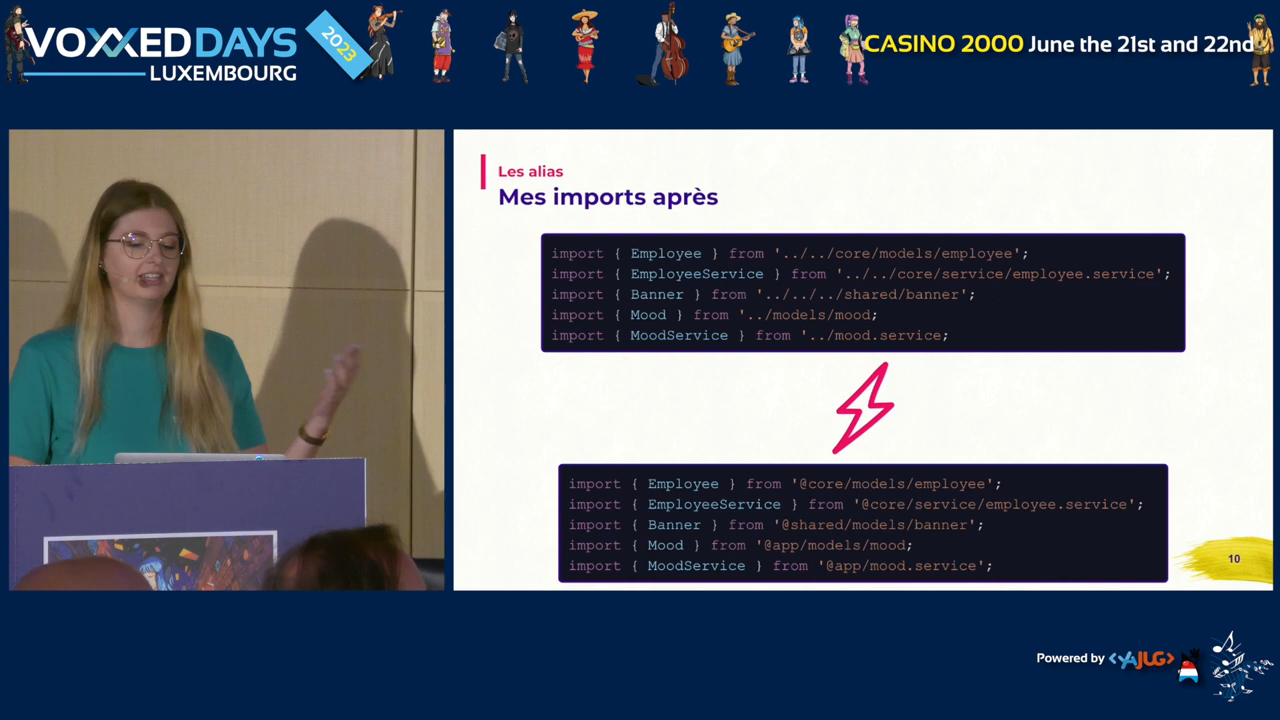 VOXXED DAYS
LUXEMBOURG
2023
CASINO 2000 June the 21st and 22nd
Les alias
Mes imports après
import { Employee } from '../../core/models/employee';
import { EmployeeService } from '../../core/service/employee.service';
import { Banner } from '../../../shared/banner';
import { Mood } from '../models/mood;
import { MoodService } from '../mood.service;
import { Employee } from '@core/models/employee';
import { EmployeeService } from '@core/service/employee.service';
import { Banner } from '@shared/models/banner';
import { Mood } from '@app/models/mood;
import { MoodService } from '@app/mood.service';
10
Powered by <YAJUG>